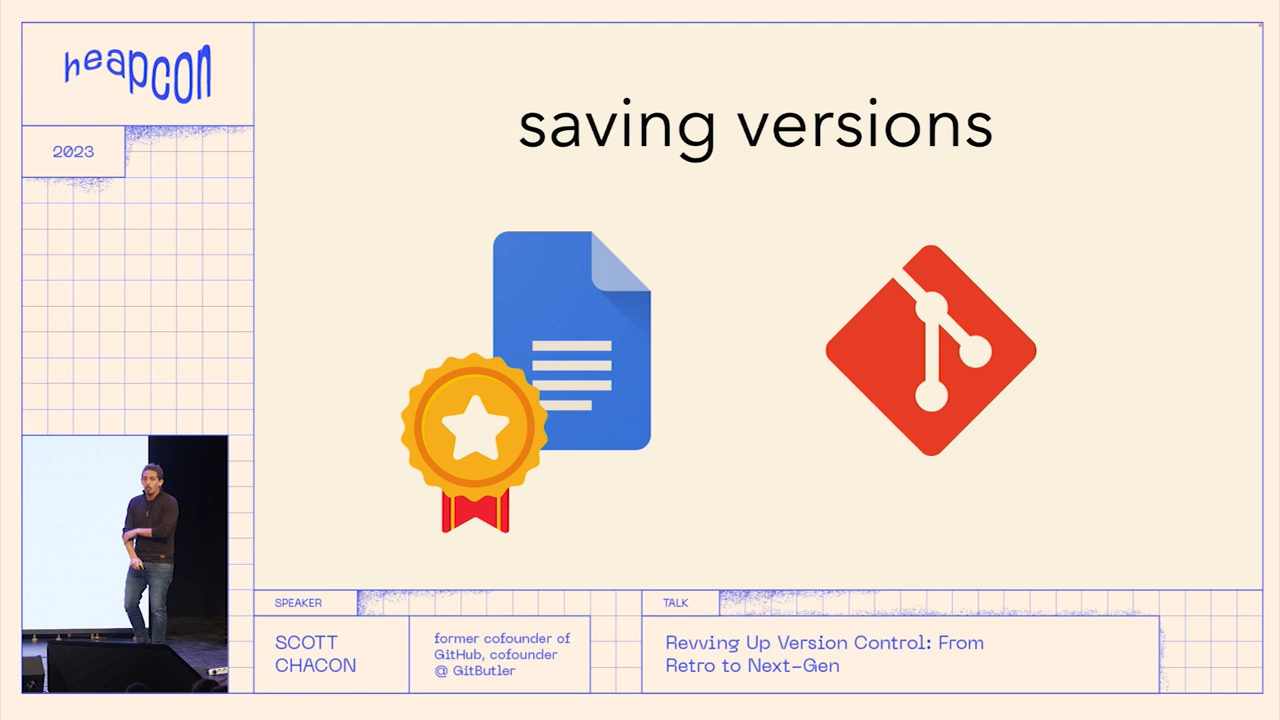 heapcon
2023
saving versions
SPEAKER
SCOTT
CHACON
former cofounder of
GitHub, cofounder
@ GitButler
TALK
Revving Up Version Control: From
Retro to Next-Gen